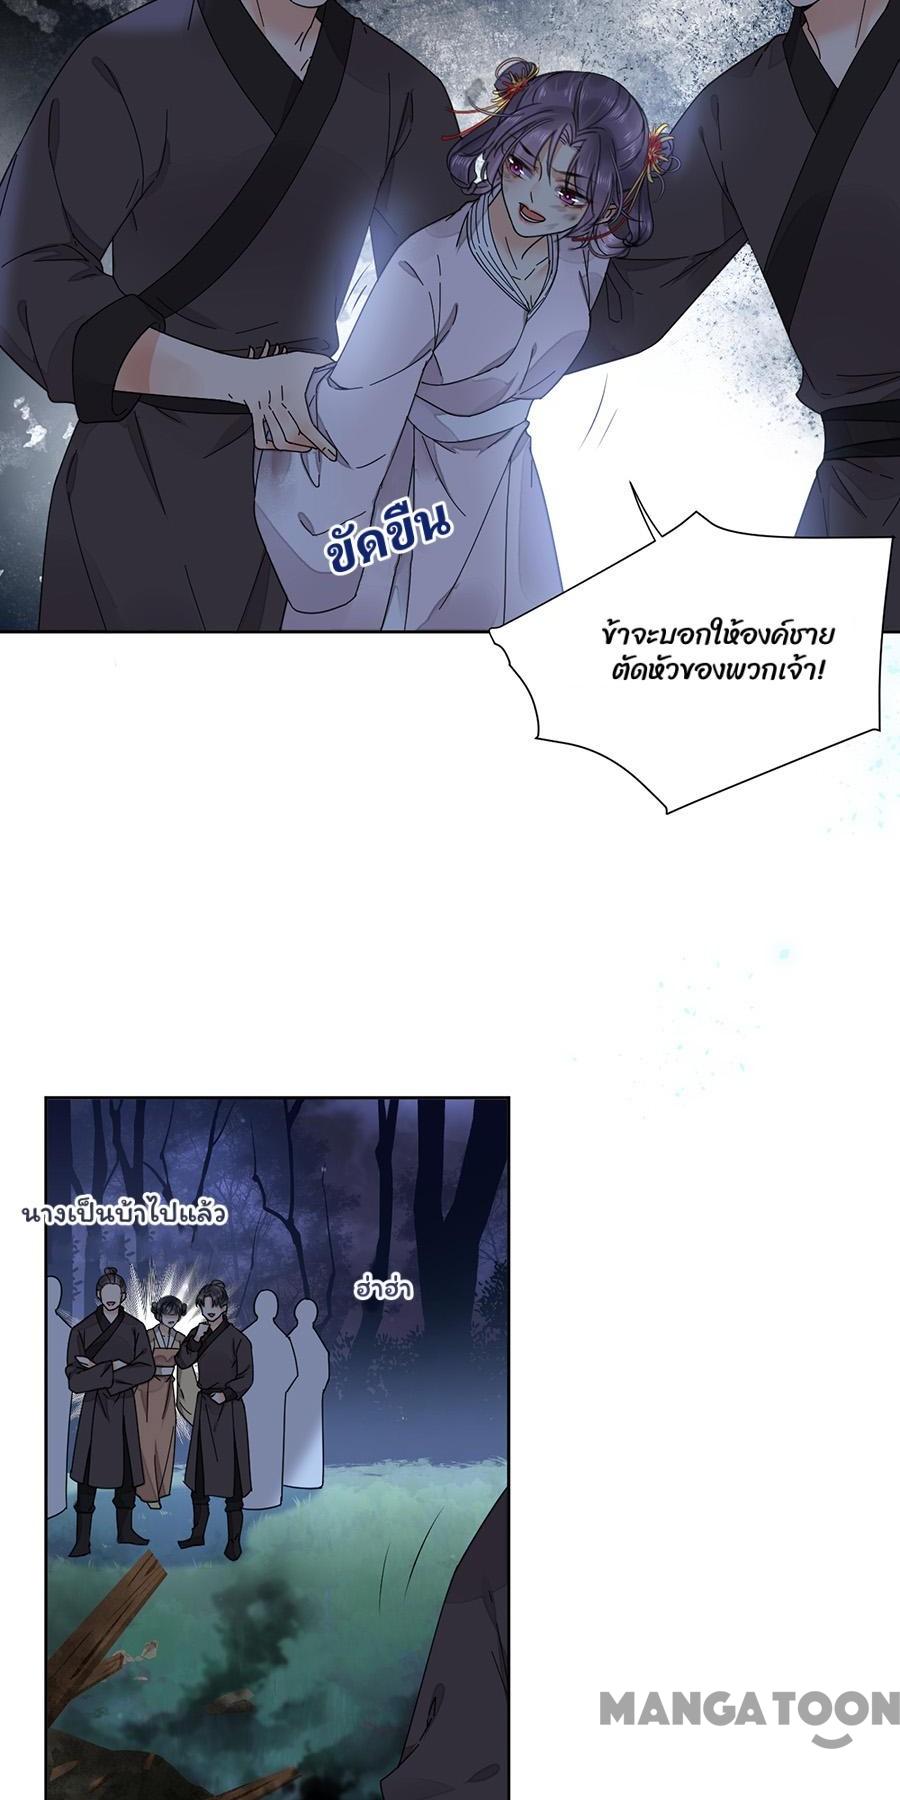 ขัดขืน
ข้าจะบอกให้องค์ชาย
ตัดหัวของพวกเจ้า!
นางเป็นบ้าไปแล้ว
ฮ่าฮ่า
MANGATOON